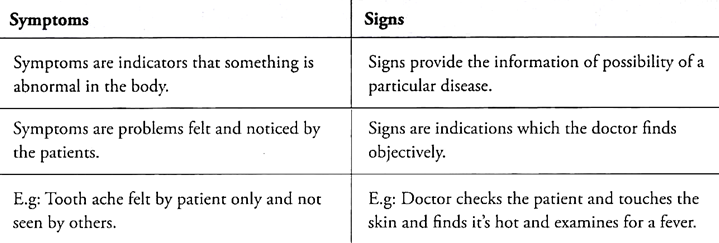 Symptoms
Signs
Symptoms are indicators that something is
abnormal in the body.
Signs provide the information of possibility of a
particular disease.
Symptoms are problems felt and noticed by
the patients.
Signs are indications which the doctor finds
objectively.
E.g: Tooth ache felt by patient only and not
seen by others.
E.g: Doctor checks the patient and touches the
skin and finds it's hot and examines for a fever.